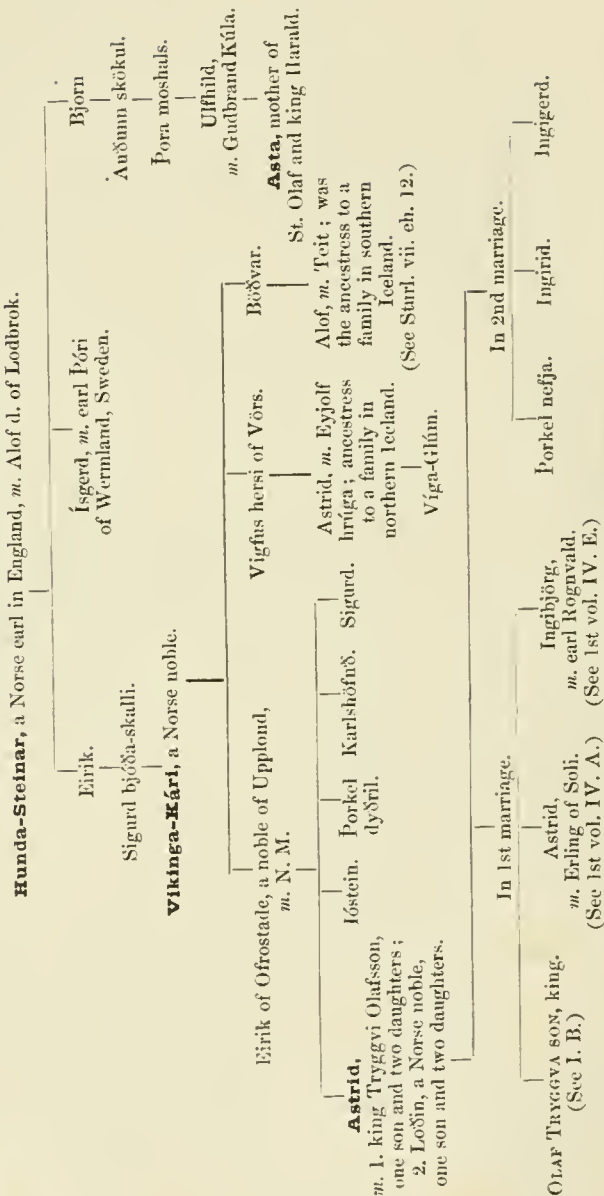 Hunda-Steinar, a Norse earl in England, m. Alof d. of Lodbrok.
Eirik.
Ísgerd, m. earl Þóri
of Wermland, Sweden.
Bjorn
Sigurd bjóða-skalli.
Auðunn skökul.
Vikinga-Kári, a Norse noble.
Þora moshals.
Ulfhild,
m. Gudbrand Kúla.
Asta, mother of
St. Olaf and king Harald.
Eirik of Ofrostade, a noble of Upplond,
m. N. M.
Vigfus hersi of Vörs.
Böðvar.
Astrid, m. Eyjolf
hrúga; ancestress
to a family in
northern Iceland.
Víga-Glúm.
Alof, m. Teit; was
the ancestress to a
family in southern
Iceland.
(See Sturl. vii. ch. 12.)
Astrid,
m. 1. king Tryggvi Olafsson,
one son and two daughters;
2. Loðin, a Norse noble,
one son and two daughters.
Ióstein.
Þorkel
dyðril.
Karlshöfuð.
Sigurd.
In 1st marriage.
In 2nd marriage.
OLAF TRYGGVA SON, king.
(See I. B.)
Astrid,
m. Erling of Soli.
(See 1st vol. IV. A.)
Ingibjörg,
m. earl Rognvald.
(See 1st vol. IV. E.)
Þorkel nefja.
Ingirid.
Ingigerd.